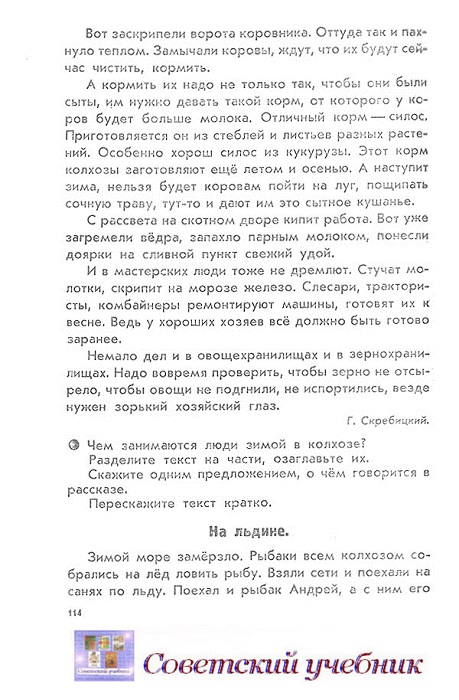 Вот заскрипели ворота коровника. Оттуда так и пах-
нуло теплом. Замычали коровы, ждут, что их будут сей-
час чистить, кормить.
А кормить их надо не только так, чтобы они были
сыты, им нужно давать такой корм, от которого у ко-
ров будет больше молока. Отличный корм — силос.
Приготовляется он из стеблей и листьев разных расте-
ний. Особенно хорош силос из кукурузы. Этот корм
колхозы заготовляют ещё летом и осенью. А наступит
зима, нельзя будет коровам пойти на луг, пощипать
сочную траву, тут-то и дают им это сытное кушанье.
С рассвета на скотном дворе кипит работа. Вот уже
загремели вёдра, запахло парным молоком, понесли
доярки на сливной пункт свежий удой.
И в мастерских люди тоже не дремлют. Стучат мо-
лотки, скрипит на морозе железо. Слесари, трактори-
сты, комбайнеры ремонтируют машины, готовят их к
весне. Ведь у хороших хозяев всё должно быть готово
заранее.
Немало дел и в овощехранилищах и в зернохрани-
лищах. Надо вовремя проверить, чтобы зерно не отсы-
рело, чтобы овощи не подгнили, не испортились, везде
нужен зоркий хозяйский глаз.
Г. Скребицкий.
Чем занимаются люди зимой в колхозе?
Разделите текст на части, озаглавьте их.
Скажите одним предложением, о чём говорится в
рассказе.
Перескажите текст кратко.
На льдине.
Зимой море замёрзло. Рыбаки всем колхозом со-
брались на лёд ловить рыбу. Взяли сети и поехали на
санях по льду. Поехал и рыбак Андрей, а с ним его
114
Советский учебник
Советский учебник